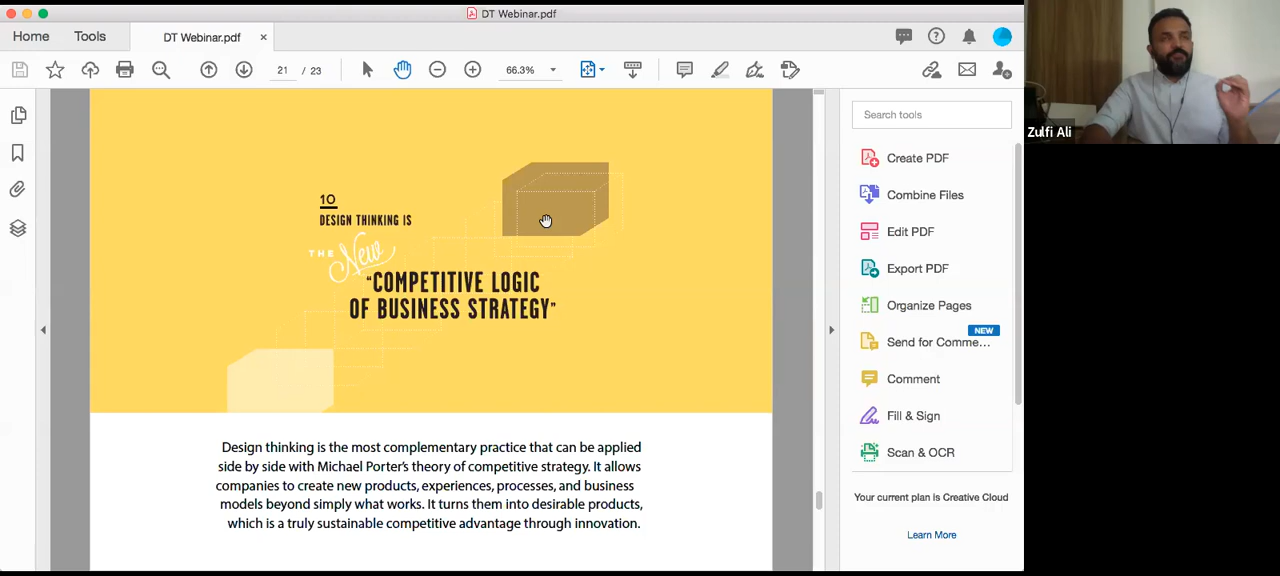 DT Webinar.pdf
Home
Tools
DT Webinar.pdf
21 / 23
66.3%
Zulfi Ali
Search tools
Create PDF
Combine Files
Edit PDF
Export PDF
Organize Pages
NEW
Send for Comme...
Comment
Fill & Sign
Scan & OCR
Your current plan is Creative Cloud
Learn More
10
DESIGN THINKING IS
THE New
"COMPETITIVE LOGIC
OF BUSINESS STRATEGY"
Design thinking is the most complementary practice that can be applied
side by side with Michael Porter's theory of competitive strategy. It allows
companies to create new products, experiences, processes, and business
models beyond simply what works. It turns them into desirable products,
which is a truly sustainable competitive advantage through innovation.